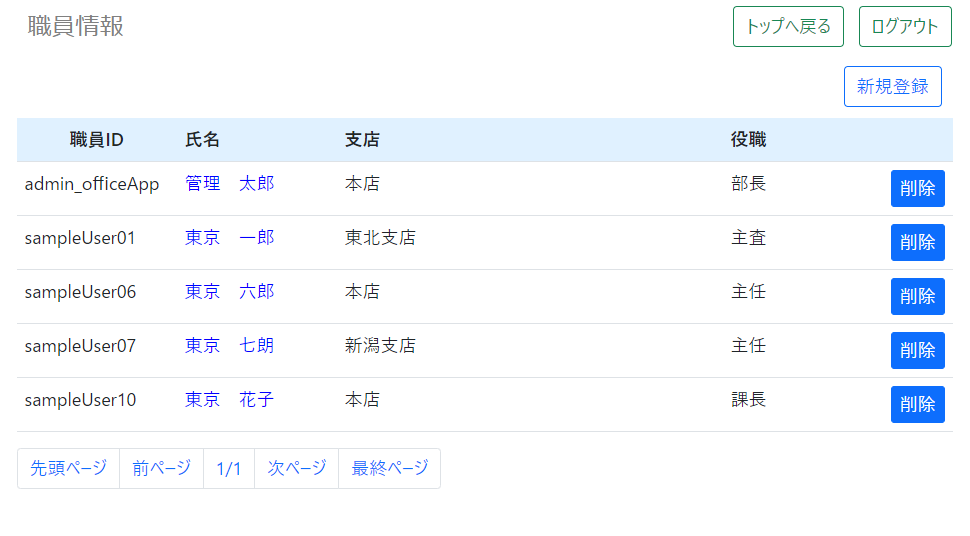 職員情報 トップへ戻る ログアウト
新規登録
職員ID 氏名 支店 役職
admin_officeApp 管理　太郎 本店 部長 削除
sampleUser01 東京　一郎 東北支店 主査 削除
sampleUser06 東京　六郎 本店 主任 削除
sampleUser07 東京　七朗 新潟支店 主任 削除
sampleUser10 東京　花子 本店 課長 削除
先頭ページ 前ページ 1/1 次ページ 最終ページ